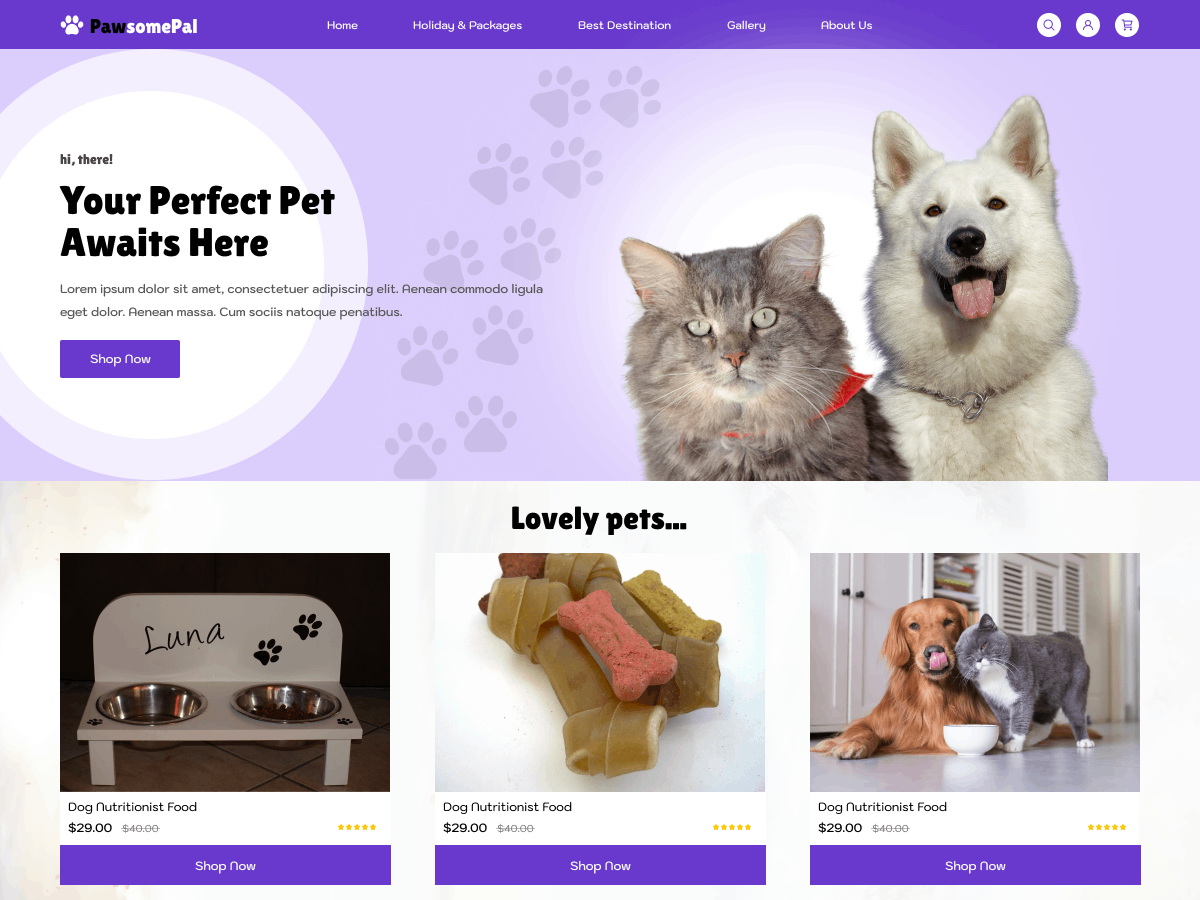 PawsomePal
Home
Holiday & Packages
Best Destination
Gallery
About Us
hi, there!
Your Perfect Pet
Awaits Here
Lorem ipsum dolor sit amet, consectetuer adipiscing elit. Aenean commodo ligula
eget dolor. Aenean massa. Cum sociis natoque penatibus.
Shop Now
Lovely pets...
Luna
Dog Nutritionist Food
$29.00 $40.00
Shop Now
Dog Nutritionist Food
$29.00 $40.00
Shop Now
Dog Nutritionist Food
$29.00 $40.00
Shop Now